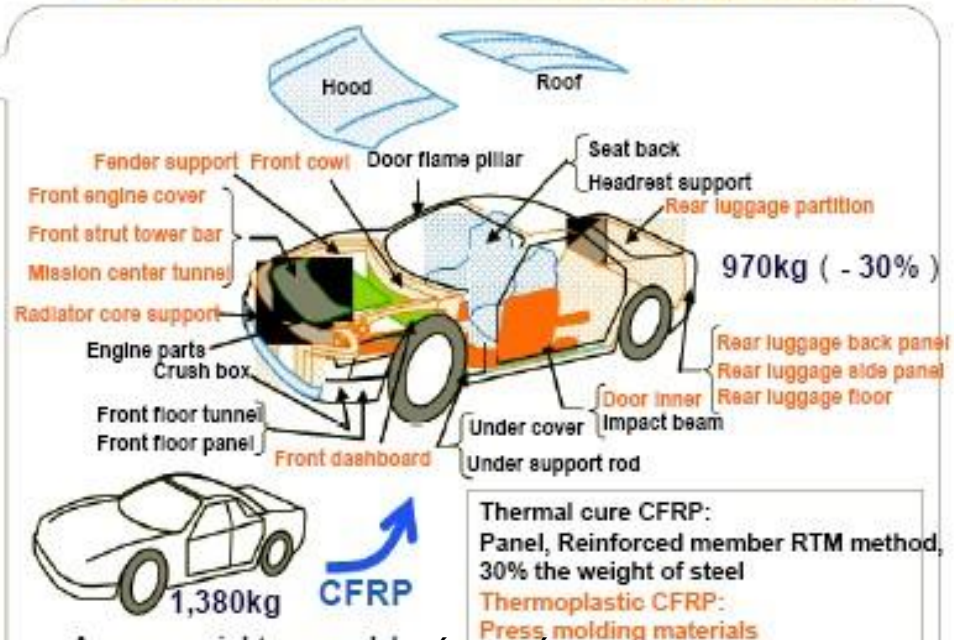 Hood
Roof
Fender support
Front cowl
Door flame pillar
Seat back
Headrest support
Front engine cover
Front strut tower bar
Mission center tunnel
Rear luggage partition
970kg ( - 30% )
Radiator core support
Engine parts
Crush box
Front floor tunnel
Front floor panel
Front dashboard
Under cover
Under support rod
Door inner
Impact beam
Rear luggage back panel
Rear luggage side panel
Rear luggage floor
1,380kg
CFRP
Thermal cure CFRP:
Panel, Reinforced member RTM method,
30% the weight of steel
Thermoplastic CFRP:
Press molding materials